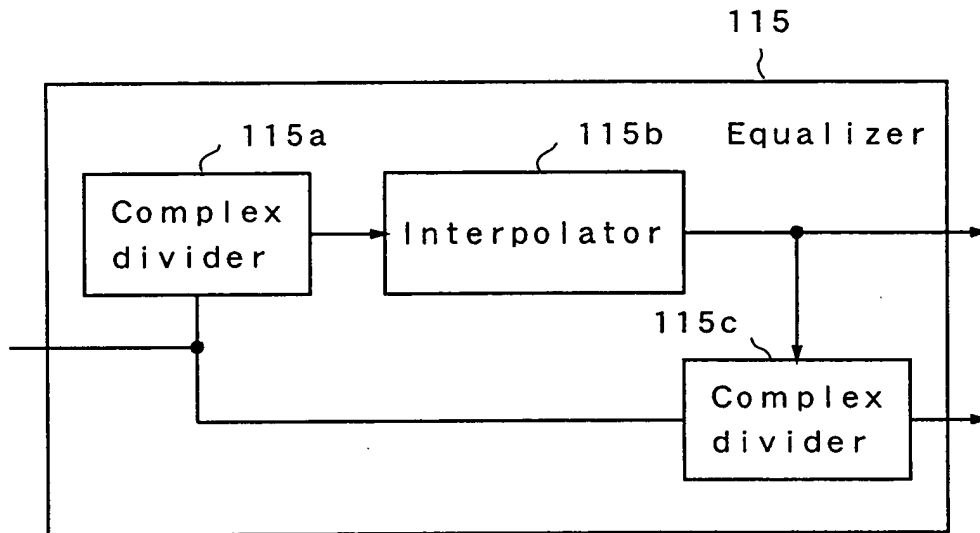 115
115a
115b
Equalizer
Complex
divider
Interpolator
115c
Complex
divider